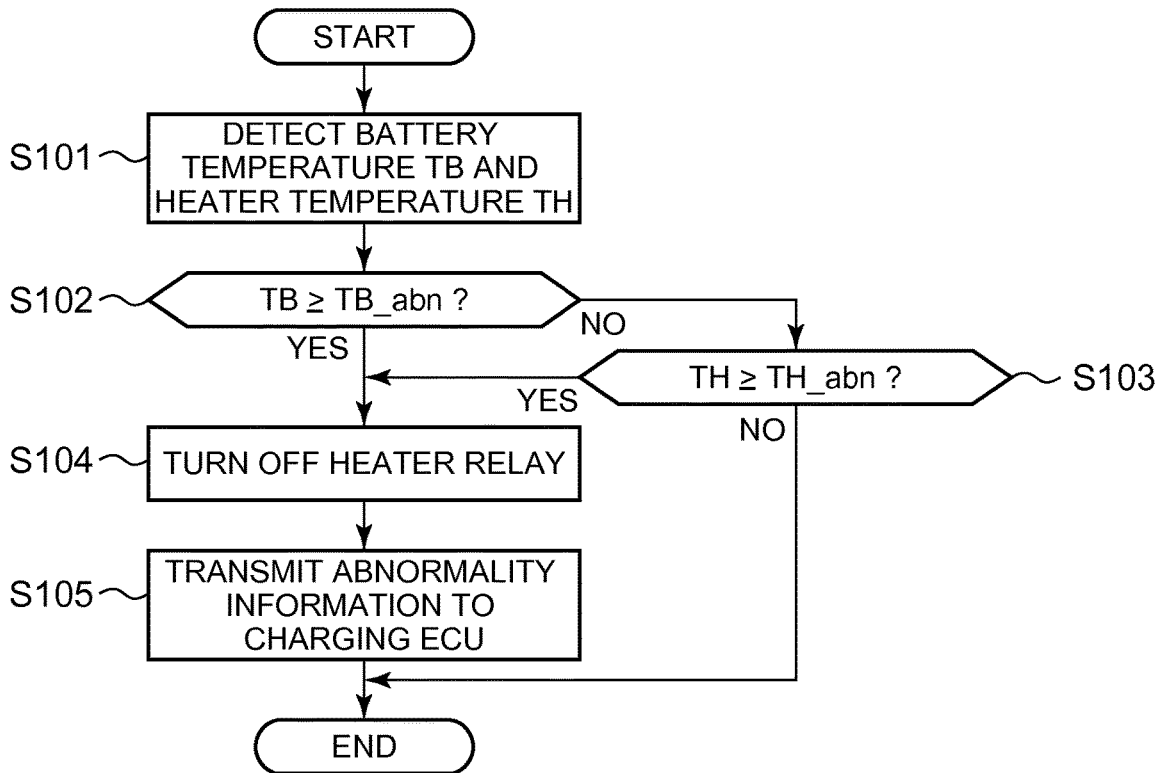 START
S101
DETECT BATTERY
TEMPERATURE TB AND
HEATER TEMPERATURE TH
S102
TB ≥ TB_abn ?
NO
YES
TH ≥ TH_abn ?
S103
YES
NO
S104
TURN OFF HEATER RELAY
S105
TRANSMIT ABNORMALITY
INFORMATION TO
CHARGING ECU
END